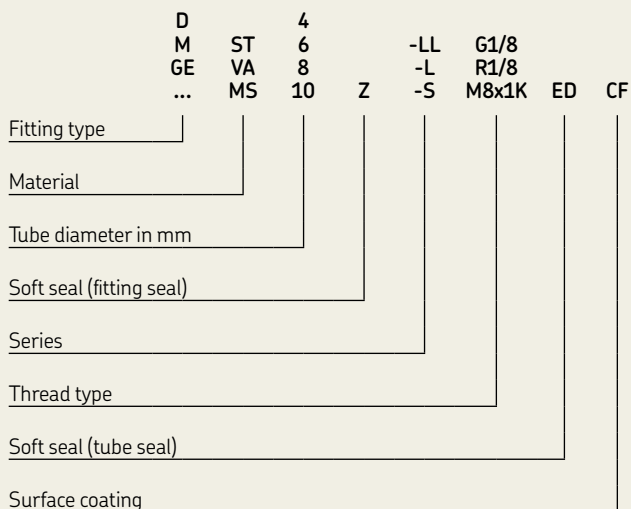 D 4
M ST 6 -LL G1/8
GE VA 8 -L R1/8
... MS 10 Z -S M8x1K ED CF
Fitting type
Material
Tube diameter in mm
Soft seal (fitting seal)
Series
Thread type
Soft seal (tube seal)
Surface coating